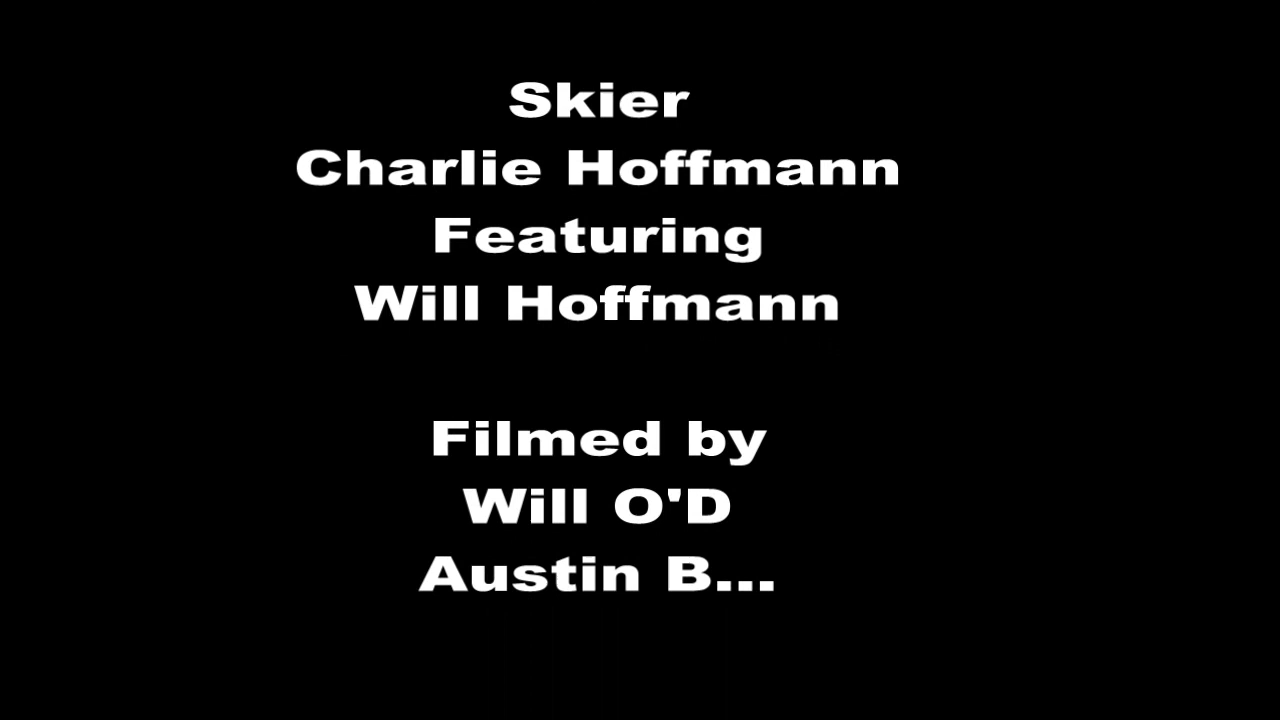 Skier
Charlie Hoffmann
Featuring
Will Hoffmann
Filmed by
Will O'D
Austin B...